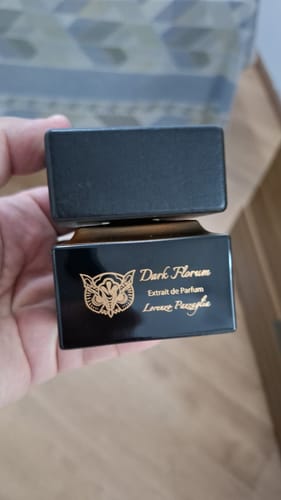 Dark Florum
Extrait de Parfum
Lorenzo Pazzaglia